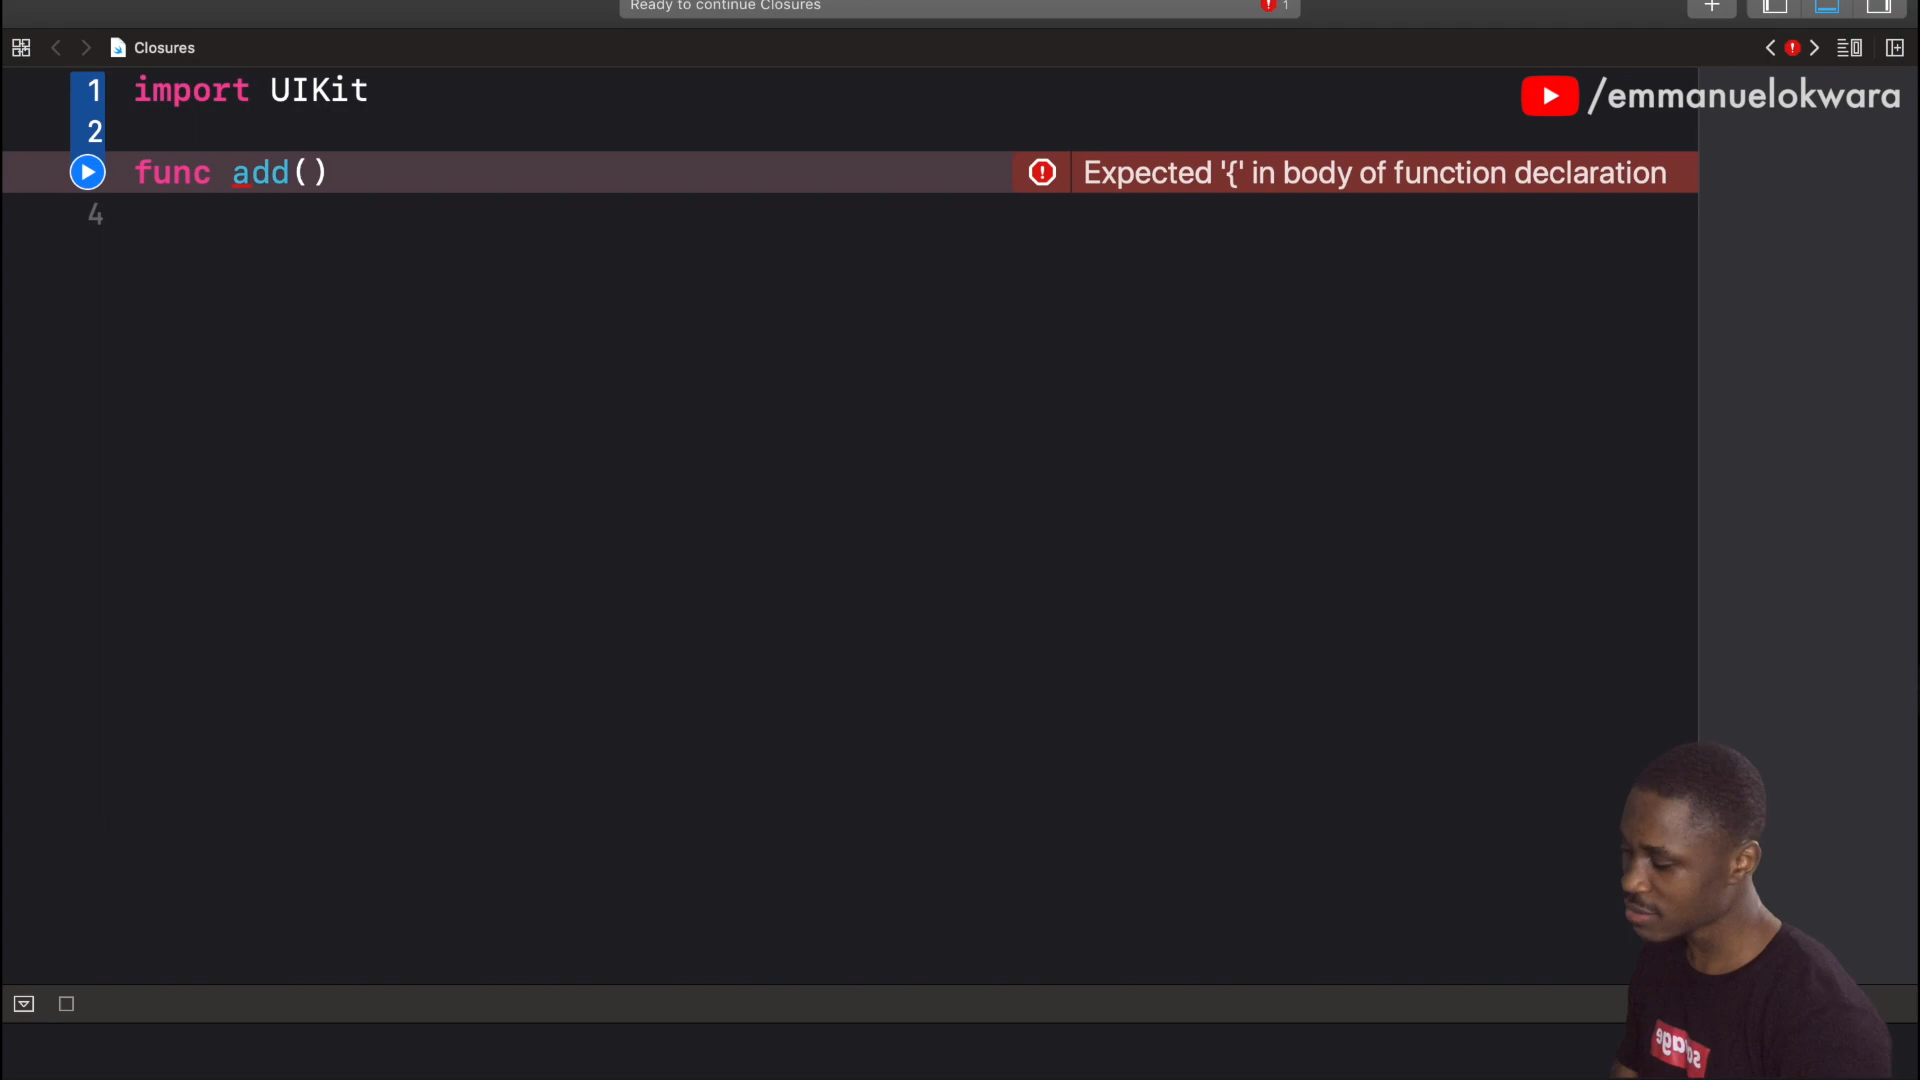 Ready to continue Closures
1
Closures
1 import UIKit
/emmanuelokwara
2
func add()
Expected '{' in body of function declaration
4